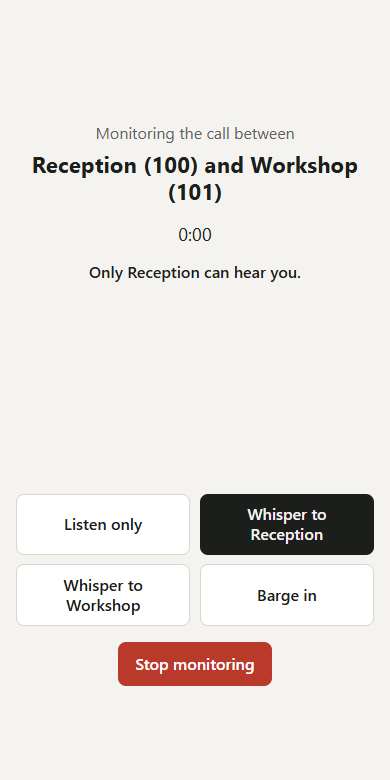 Monitoring the call between
Reception (100) and Workshop
(101)
0:00
Only Reception can hear you.
Listen only
Whisper to
Reception
Whisper to
Workshop
Barge in
Stop monitoring